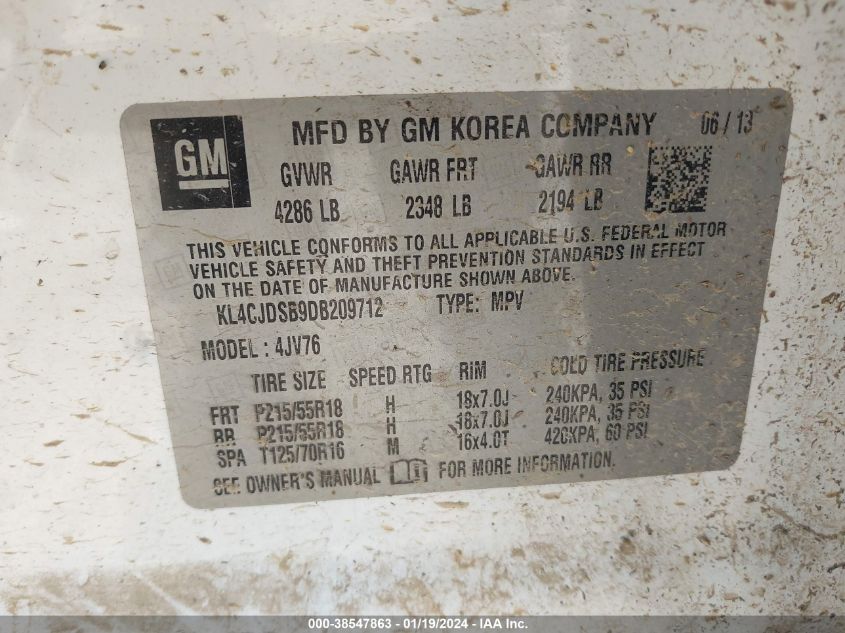 GM
MFD BY GM KOREA COMPANY 06 / 13
GVWR GAWR FRT GAWR RR
4286 LB 2348 LB 2194 LB
THIS VEHICLE CONFORMS TO ALL APPLICABLE U.S. FEDERAL MOTOR
VEHICLE SAFETY AND THEFT PREVENTION STANDARDS IN EFFECT
ON THE DATE OF MANUFACTURE SHOWN ABOVE.
KL4CJDSB9DB209712 TYPE: MPV
MODEL : 4JV76
TIRE SIZE SPEED RTG RIM COLD TIRE PRESSURE
FRT P215/55R18 H 18x7.0J 240KPA, 35 PSI
RR P215/55R18 H 18x7.0J 240KPA, 35 PSI
SPA T125/70R16 M 16x4.0T 420KPA, 60 PSI
SEE OWNER'S MANUAL FOR MORE INFORMATION.
000-38547863 - 01/19/2024 - IAA Inc.